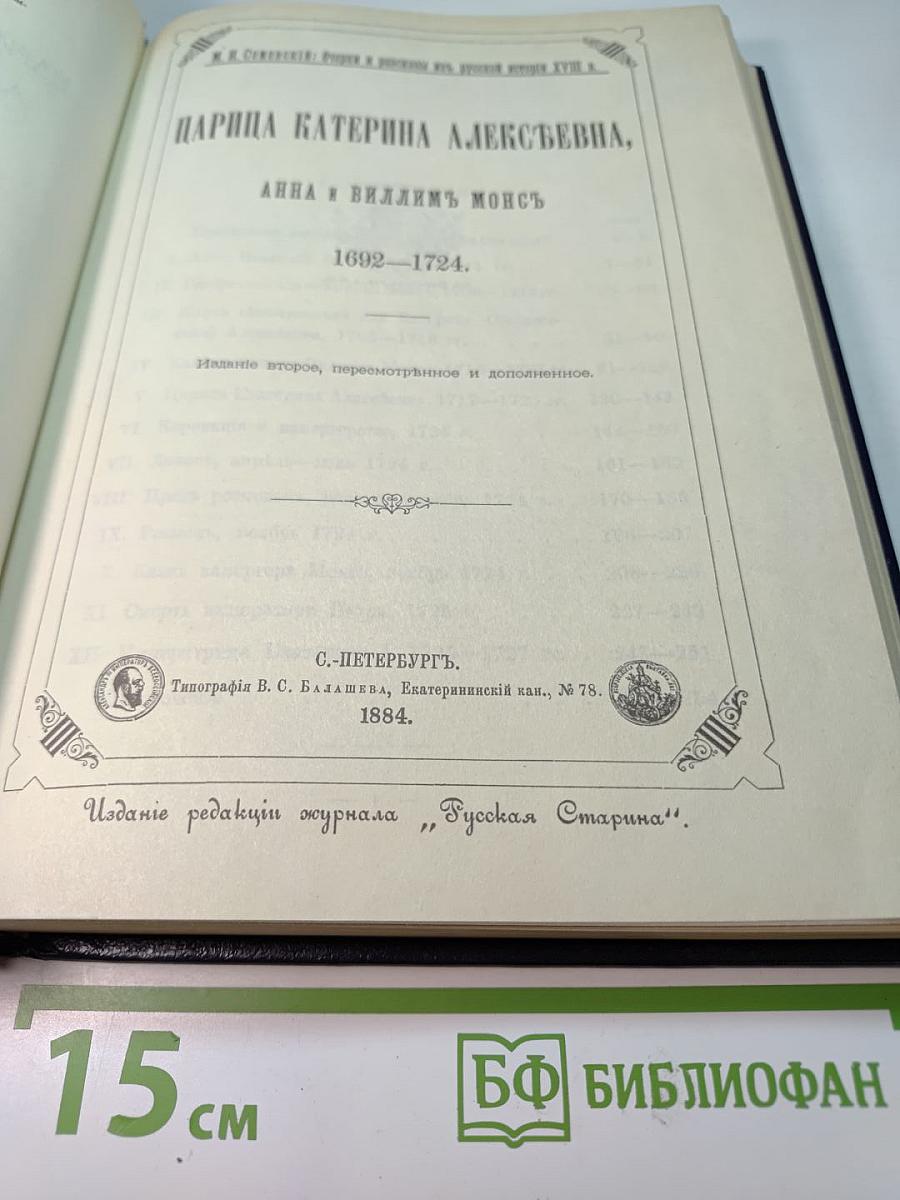 М. И. Семевскій: Очерки и разсказы изъ русской исторіи XVIII в.
ЦАРИЦА КАТЕРИНА АЛЕКСѢЕВНА,
АННА и ВИЛЛИМЪ МОНСЪ
1692—1724.
Изданіе второе, пересмотрѣнное и дополненное.
С.-ПЕТЕРБУРГЪ.
Типографія В. С. Балашева, Екатерининскій кан., № 78.
1884.
Изданіе редакціи журнала „Русская Старина“.
15 см
БФ БИБЛИОФАН